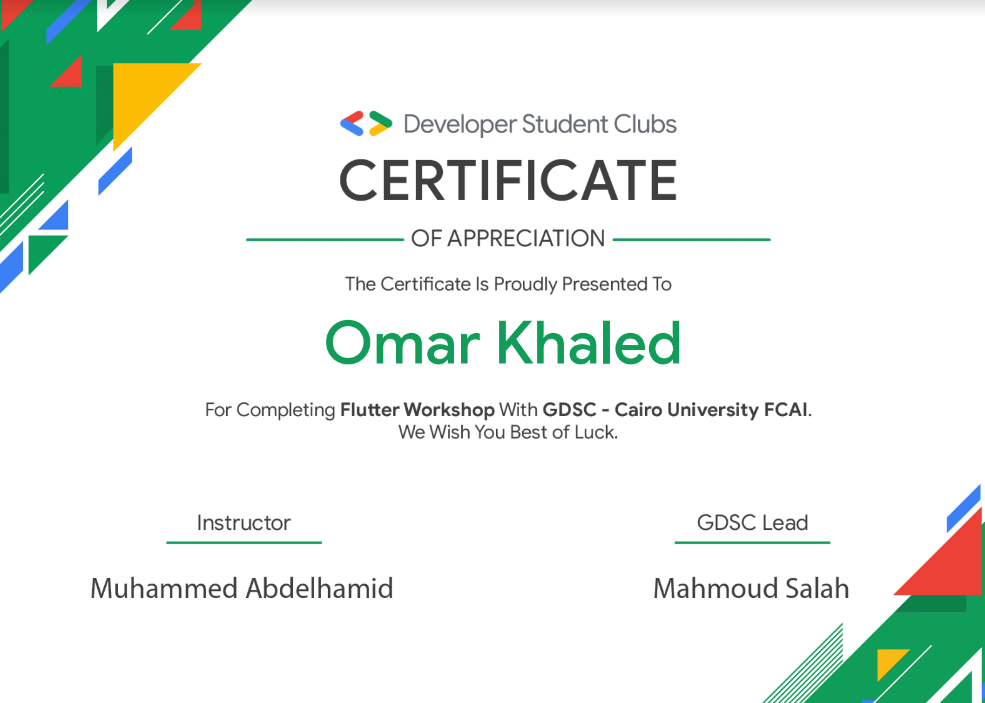 Developer Student Clubs
CERTIFICATE
OF APPRECIATION
The Certificate Is Proudly Presented To
Omar Khaled
For Completing Flutter Workshop With GDSC - Cairo University FCAI.
We Wish You Best of Luck.
Instructor
GDSC Lead
Muhammed Abdelhamid
Mahmoud Salah